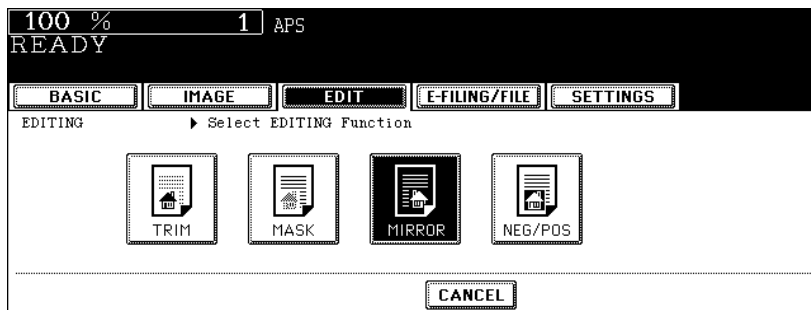 100 % 1 APS
READY
BASIC IMAGE EDIT E-FILING/FILE SETTINGS
EDITING ▶ Select EDITING Function
TRIM MASK MIRROR NEG/POS
CANCEL